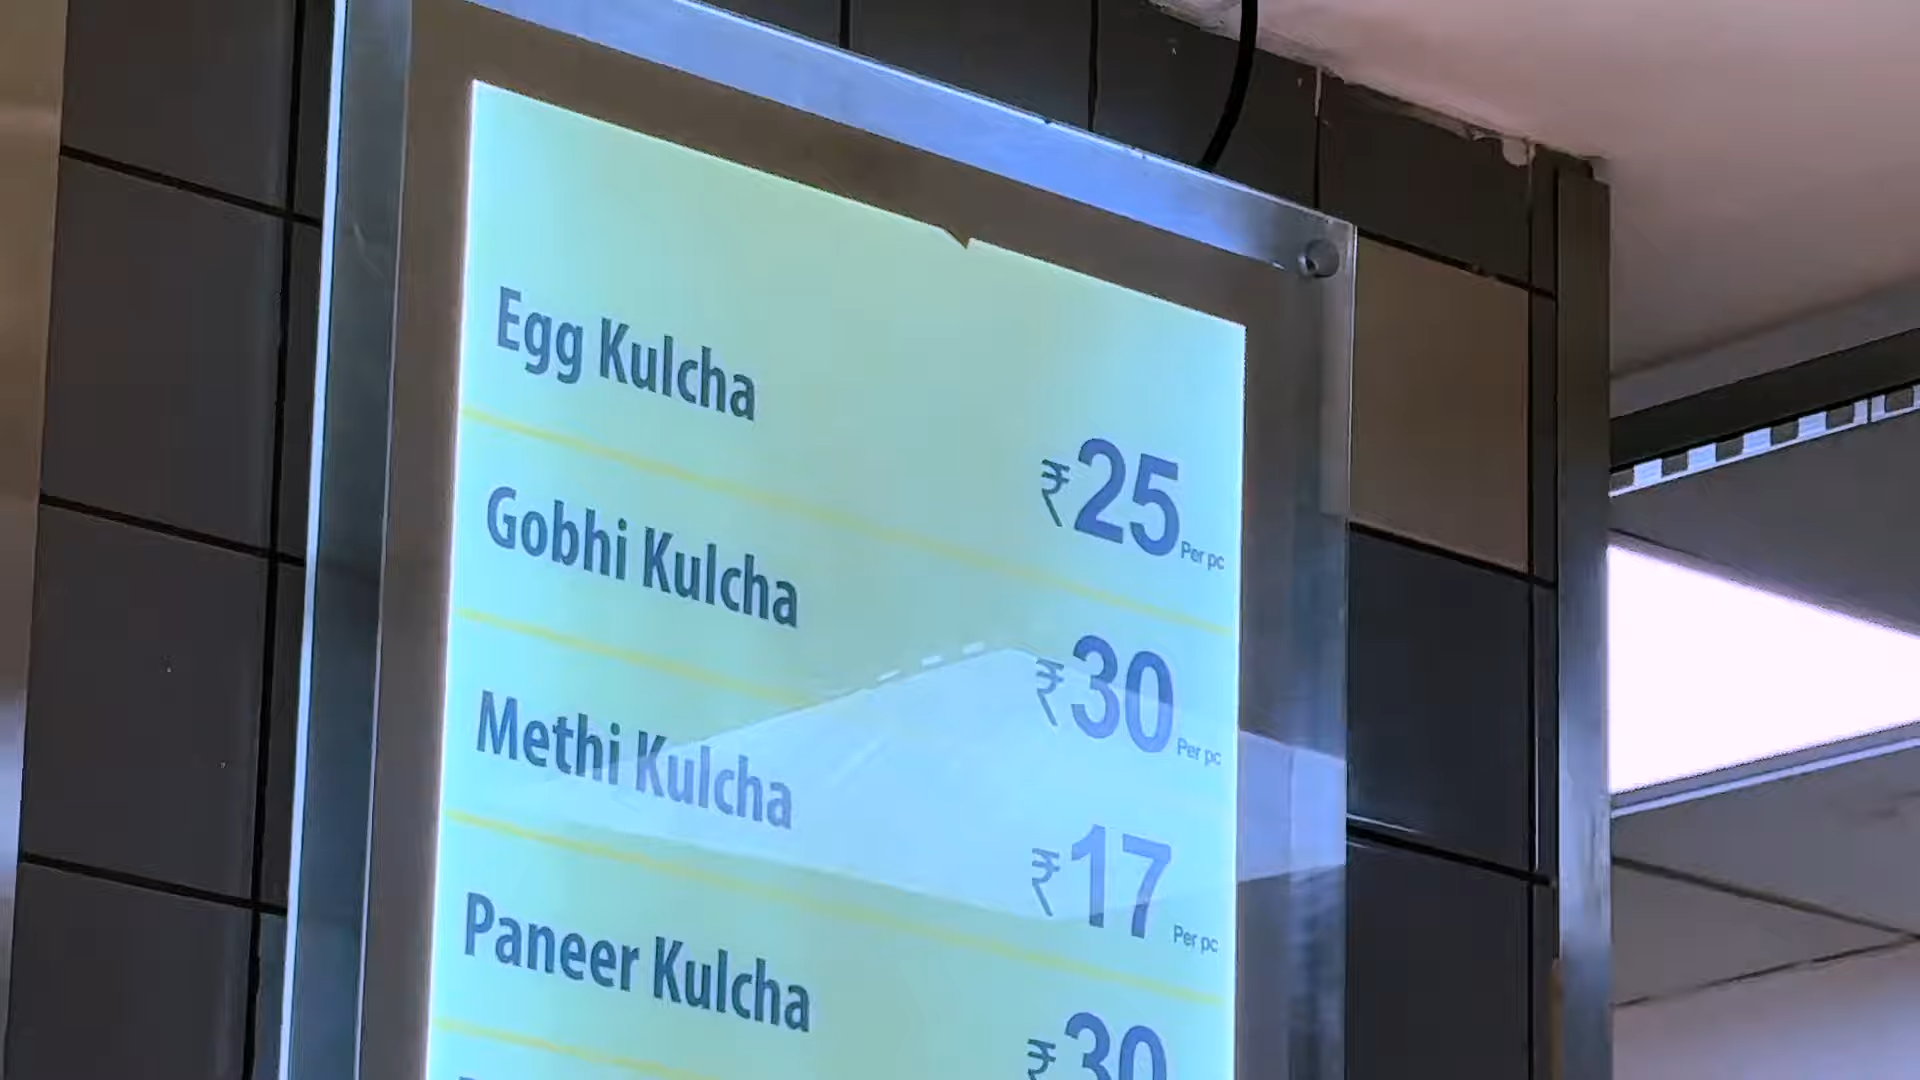 Egg Kulcha ₹25 Per pc
Gobhi Kulcha ₹30 Per pc
Methi Kulcha ₹17 Per pc
Paneer Kulcha ₹30